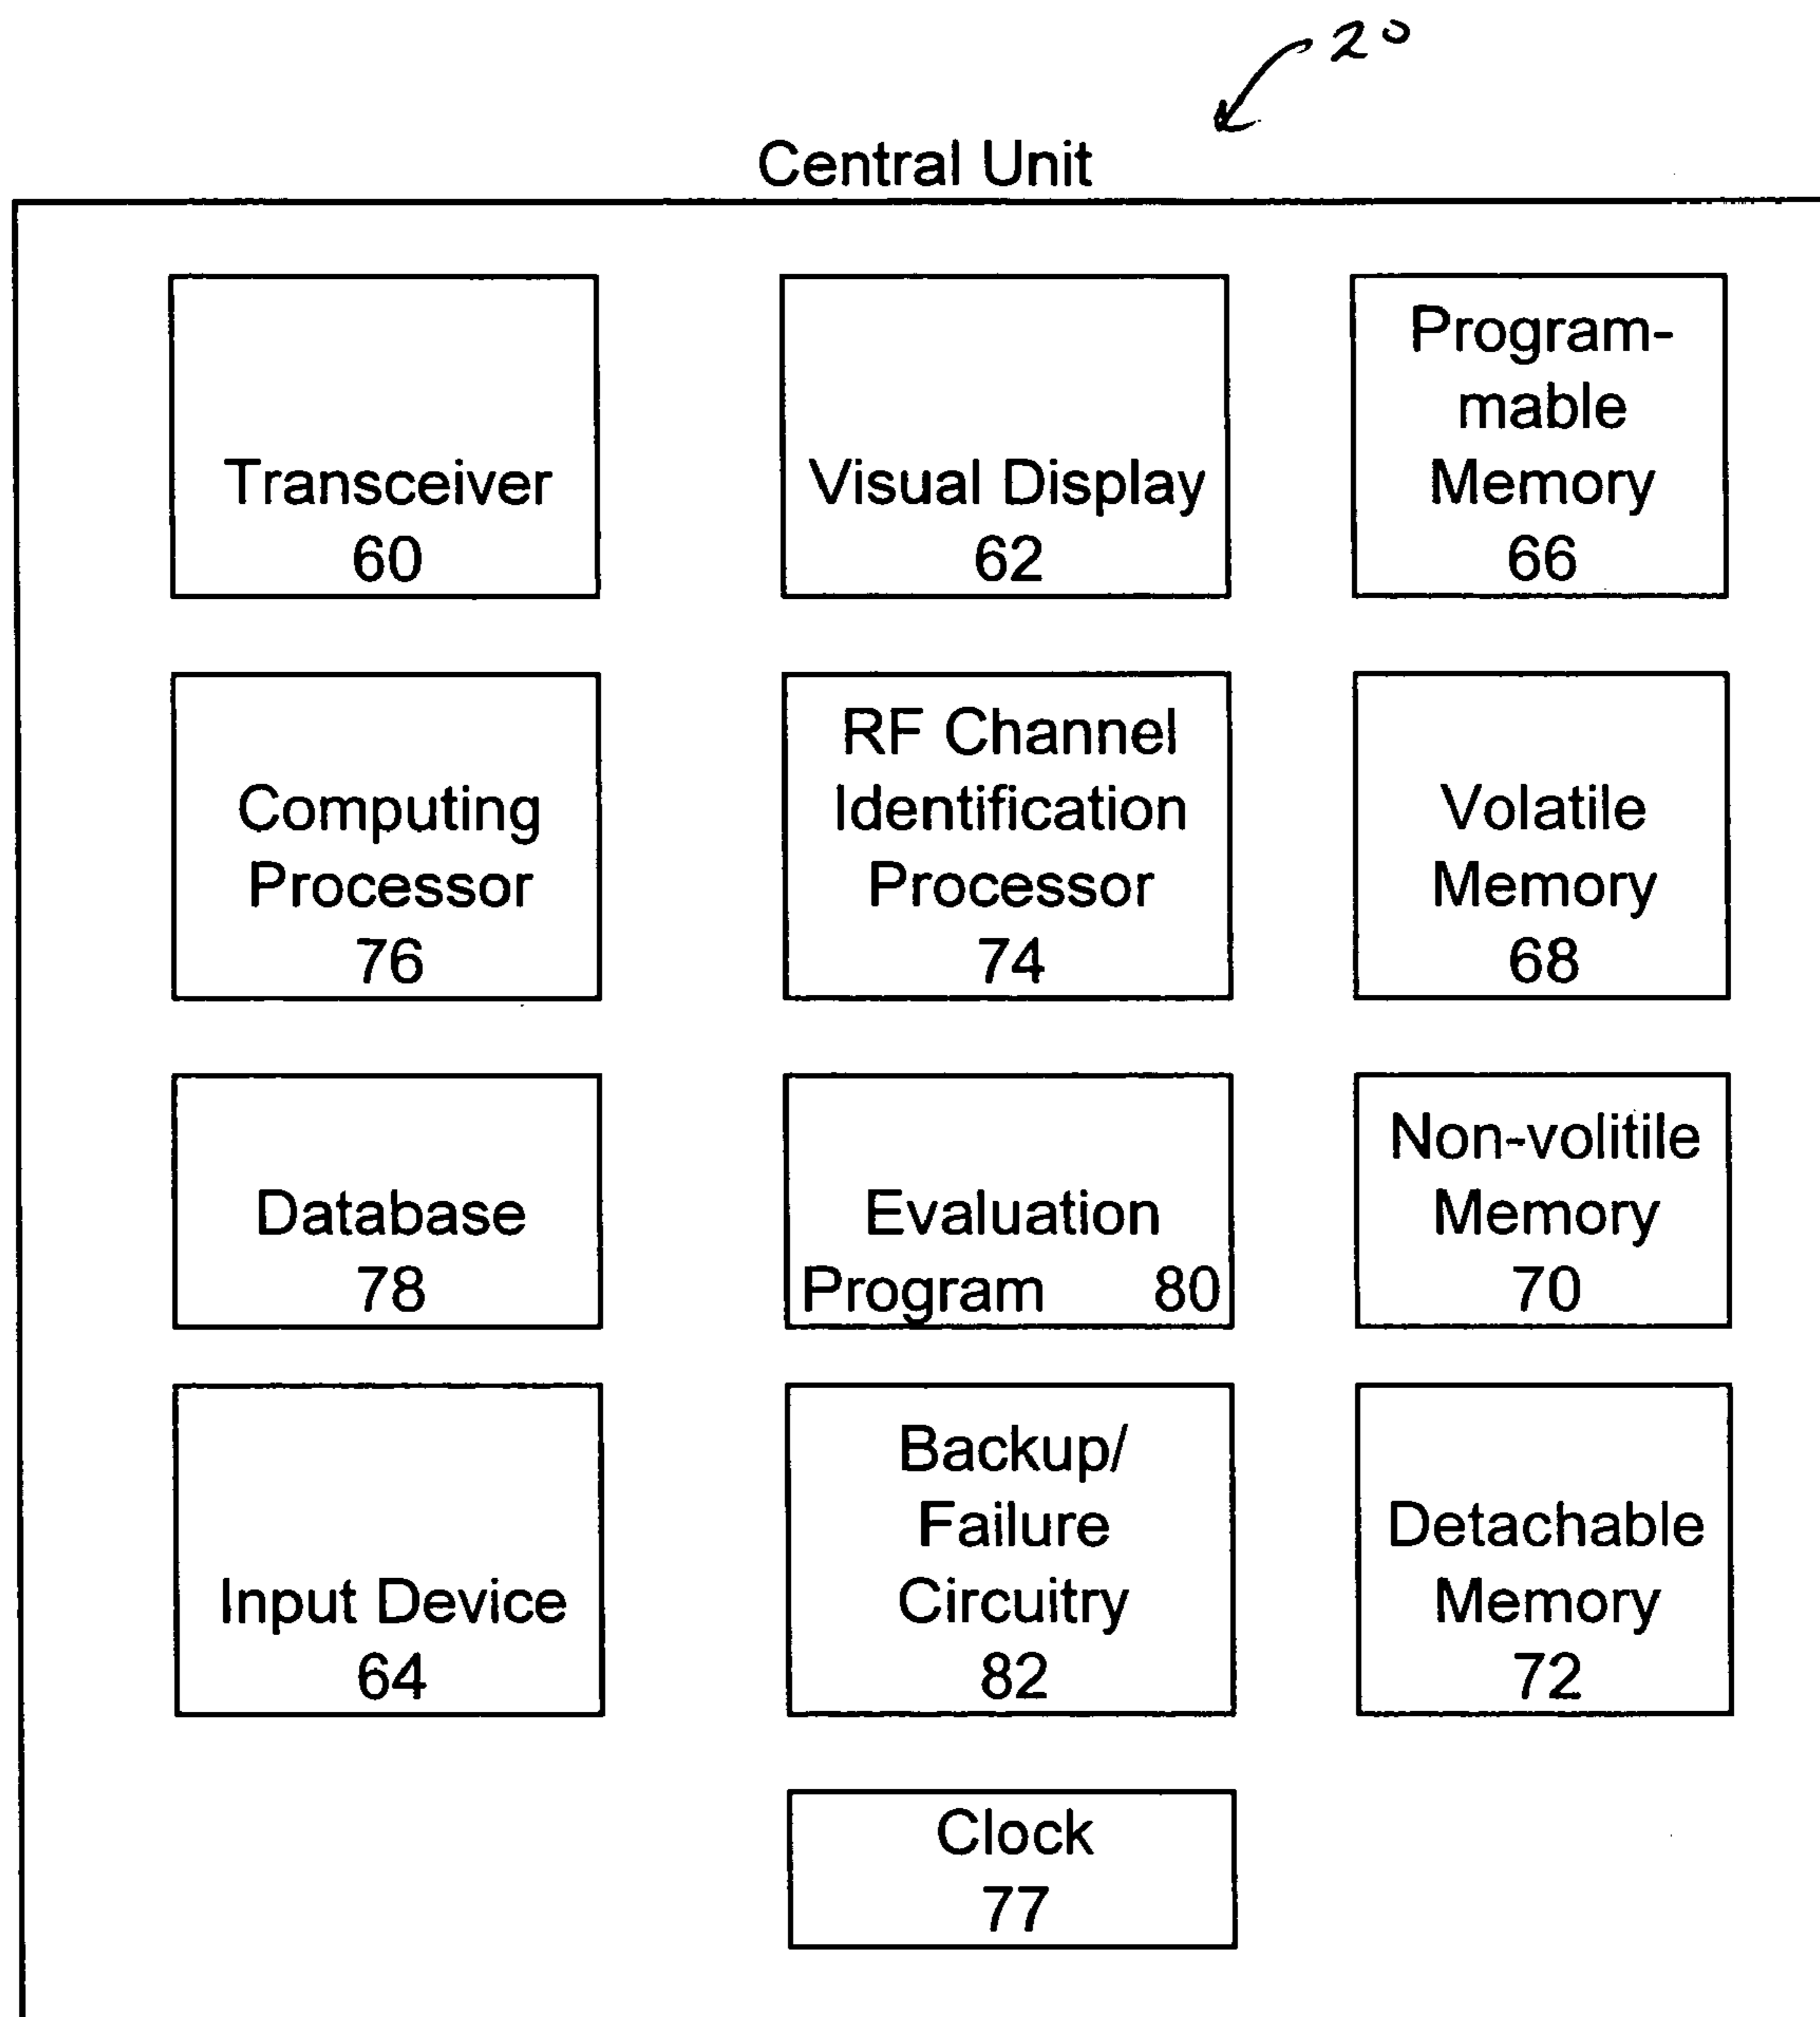 20
Central Unit
Transceiver
60
Visual Display
62
Program-
mable
Memory
66
Computing
Processor
76
RF Channel
Identification
Processor
74
Volatile
Memory
68
Database
78
Evaluation
Program 80
Non-volitile
Memory
70
Input Device
64
Backup/
Failure
Circuitry
82
Detachable
Memory
72
Clock
77